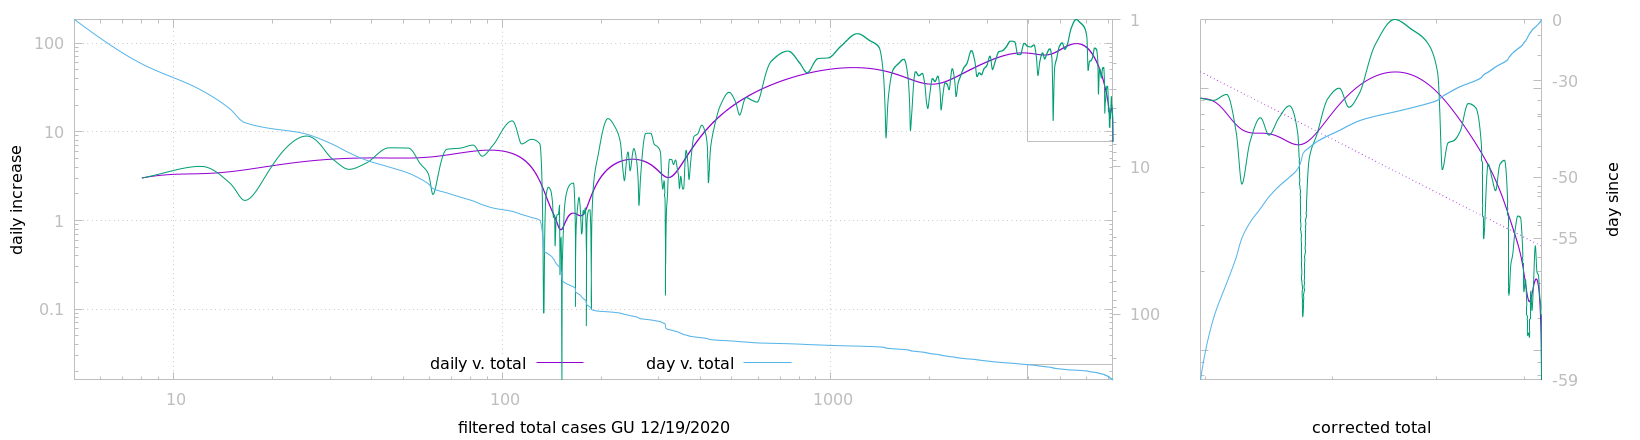 100
10
1
0.1
daily increase
1
10
100
daily v. total
day v. total
10
100
1000
filtered total cases GU 12/19/2020
0
-30
-50
-55
-59
day since
corrected total